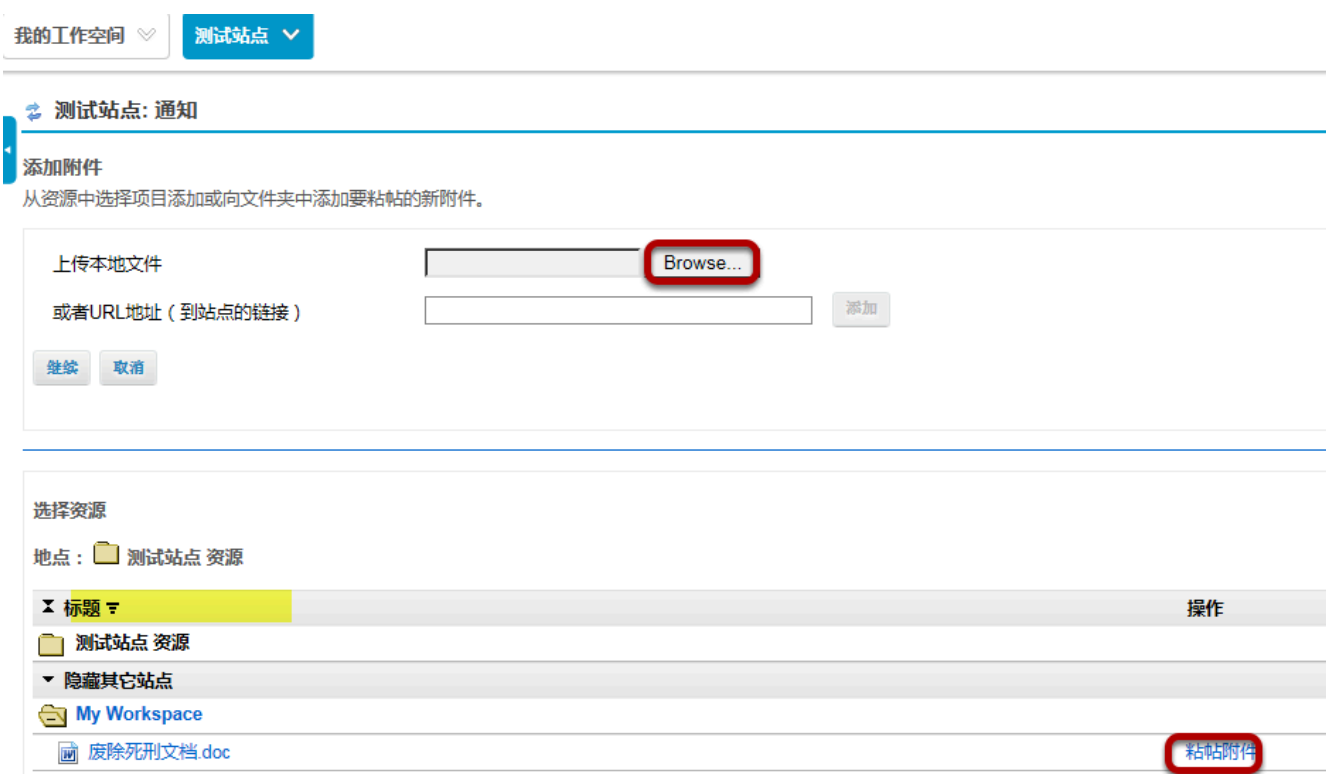 我的工作空间 测试站点
测试站点: 通知
添加附件
从资源中选择项目添加或向文件夹中添加要粘帖的新附件。
上传本地文件 Browse...
或者URL地址（到站点的链接） 添加
继续 取消
选择资源
地点： 测试站点 资源
标题 操作
测试站点 资源
隐藏其它站点
My Workspace
废除死刑文档.doc 粘帖附件